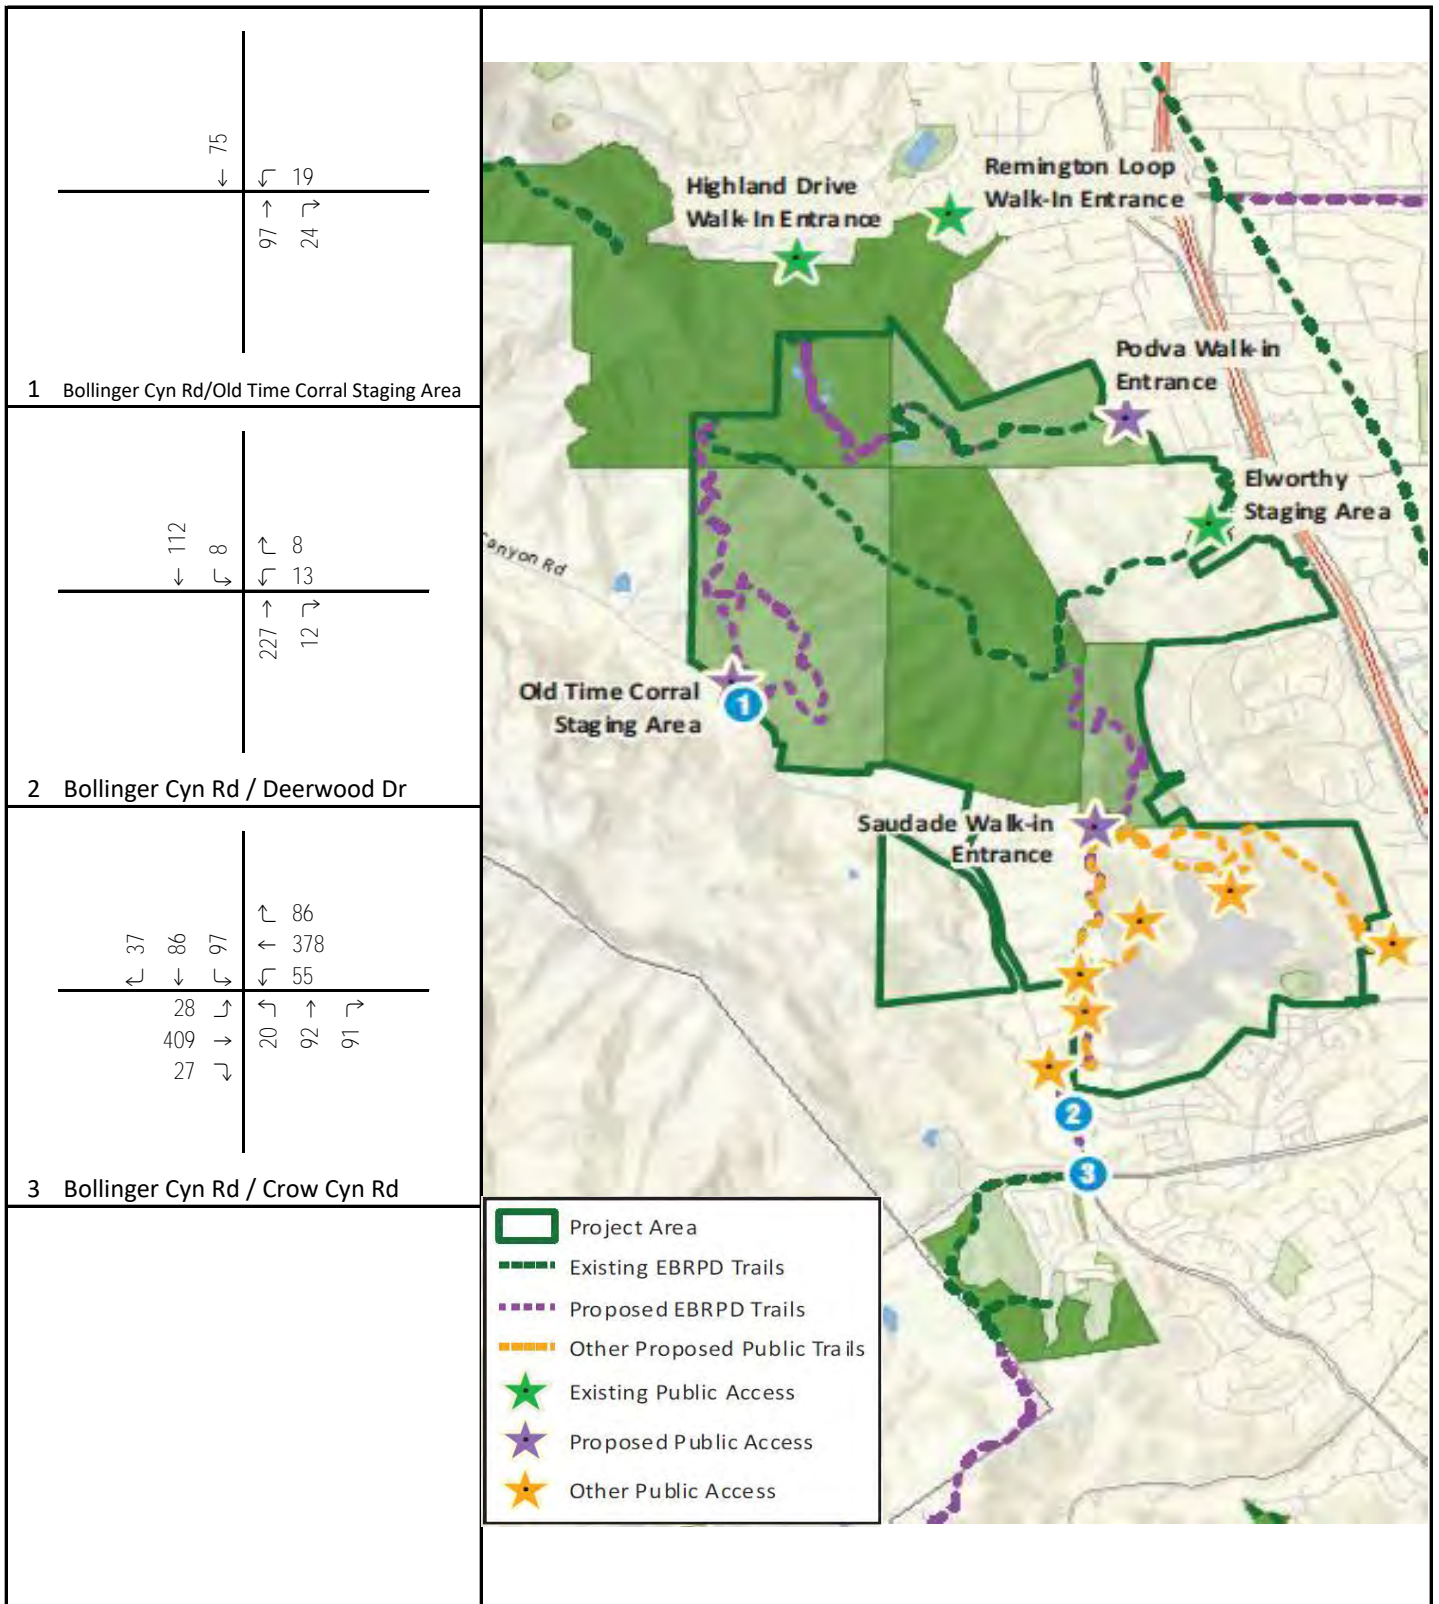 75
↓
↱ 19
↑ ↱
97 24
1 Bollinger Cyn Rd/Old Time Corral Staging Area
112 8
8
13
227 12
2 Bollinger Cyn Rd / Deerwood Dr
37 86 97
86
378
55
28
409
27
20 92 91
3 Bollinger Cyn Rd / Crow Cyn Rd
Highland Drive
Walk-In Entrance
Remington Loop
Walk-In Entrance
Podva Walk-in
Entrance
Elworthy
Staging Area
anyon Rd
Old Time Corral
Staging Area
1
Saudade Walk-in
Entrance
2
3
Project Area
Existing EBRPD Trails
Proposed EBRPD Trails
Other Proposed Public Trails
Existing Public Access
Proposed Public Access
Other Public Access